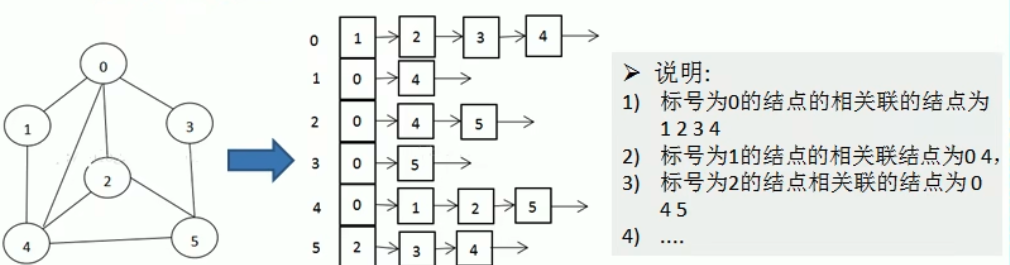 0
1
3
2
4
5
0 1 2 3 4
1 0 4
2 0 4 5
3 0 5
4 0 1 2 5
5 2 3 4
➢ 说明:
1) 标号为0的结点的相关联的结点为
1 2 3 4
2) 标号为1的结点的相关联结点为0 4，
3) 标号为2的结点相关联的结点为 0
4 5
4) ....